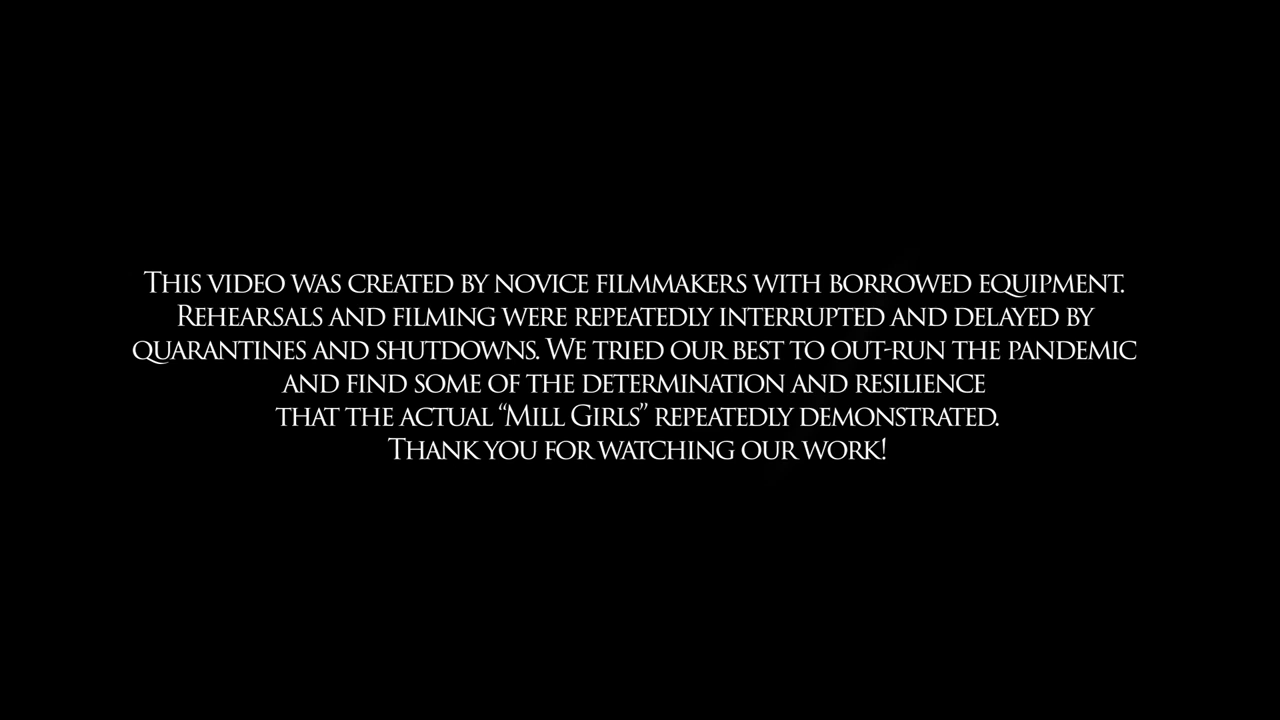 This video was created by novice filmmakers with borrowed equipment.
Rehearsals and filming were repeatedly interrupted and delayed by
quarantines and shutdowns. We tried our best to out-run the pandemic
and find some of the determination and resilience
that the actual “Mill Girls” repeatedly demonstrated.
Thank you for watching our work!